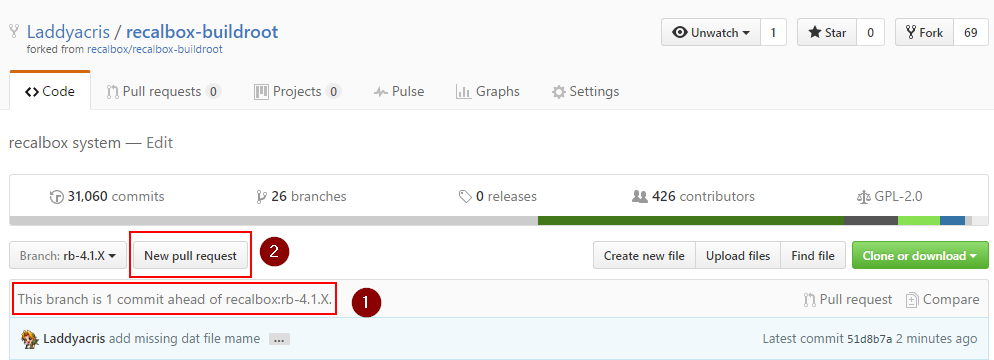 Laddyacris / recalbox-buildroot
forked from recalbox/recalbox-buildroot
Unwatch 1 Star 0 Fork 69
Code Pull requests 0 Projects 0 Pulse Graphs Settings
recalbox system — Edit
31,060 commits 26 branches 0 releases 426 contributors GPL-2.0
Branch: rb-4.1.X New pull request 2 Create new file Upload files Find file Clone or download
This branch is 1 commit ahead of recalbox:rb-4.1.X. 1 Pull request Compare
Laddyacris add missing dat file mame ... Latest commit 51d8b7a 2 minutes ago